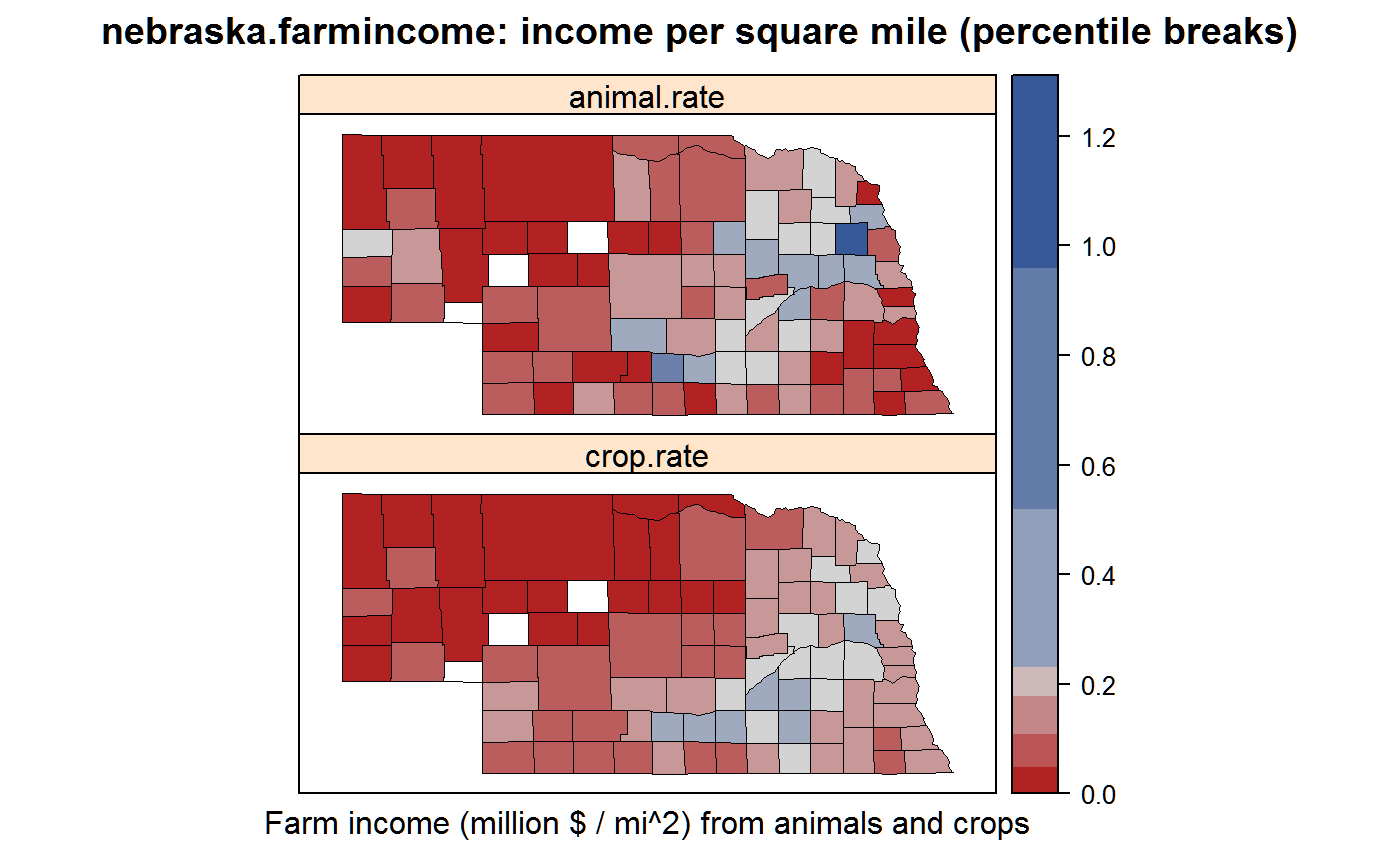 nebraska.farmincome: income per square mile (percentile breaks)
animal.rate
crop.rate
1.2
1.0
0.8
0.6
0.4
0.2
0.0
Farm income (million $ / mi^2) from animals and crops